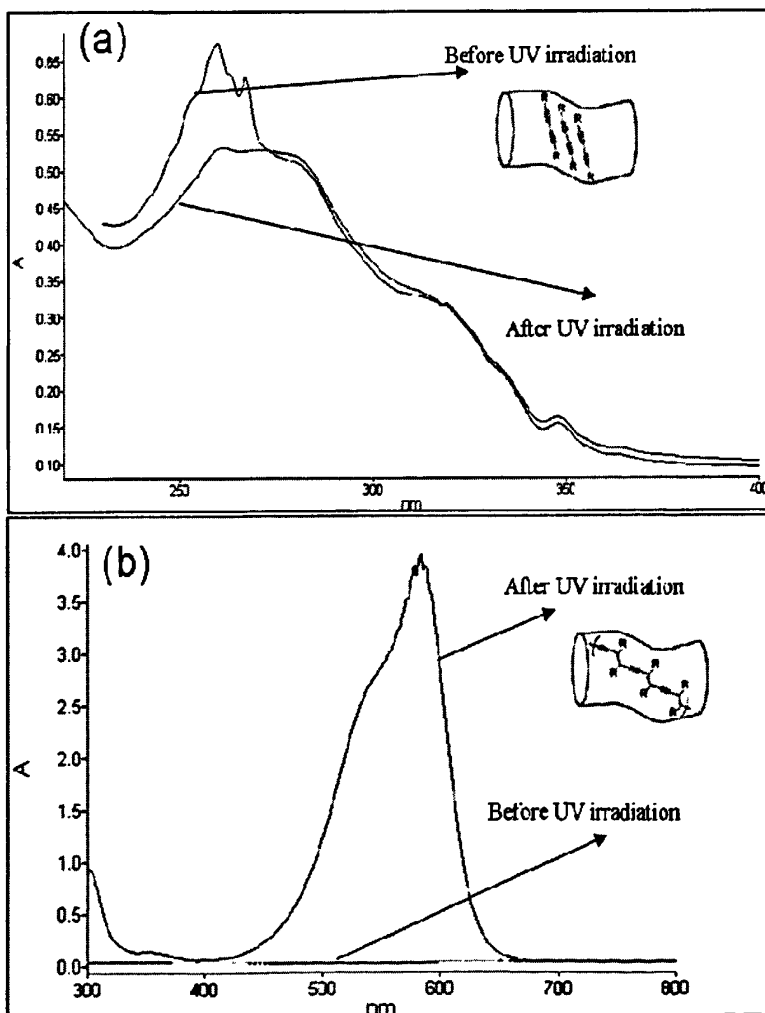 (a)
Before UV irradiation
After UV irradiation
A
0.65
0.60
0.55
0.50
0.45
0.40
0.35
0.30
0.25
0.20
0.15
0.10
250
300
350
400
nm
R R R
R R R
(b)
After UV irradiation
Before UV irradiation
A
4.0
3.5
3.0
2.5
2.0
1.5
1.0
0.5
0.0
300
400
500
600
700
800
nm
R R R
R R R